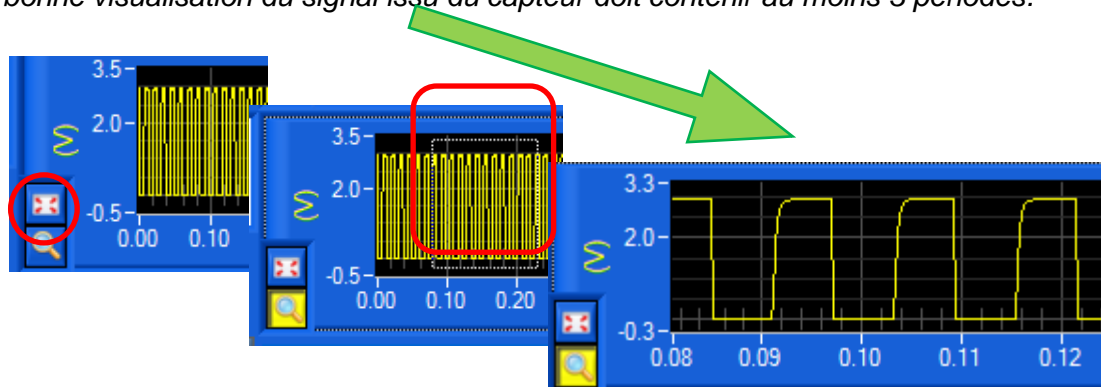 bonne visualisation du signal issu du capteur doit contenir au moins 3 périodes.
3.5
2.0
(V)
-0.5
0.00 0.10
3.5
2.0
(V)
-0.5
0.00 0.10 0.20
3.3
2.0
(V)
-0.3
0.08 0.09 0.10 0.11 0.12